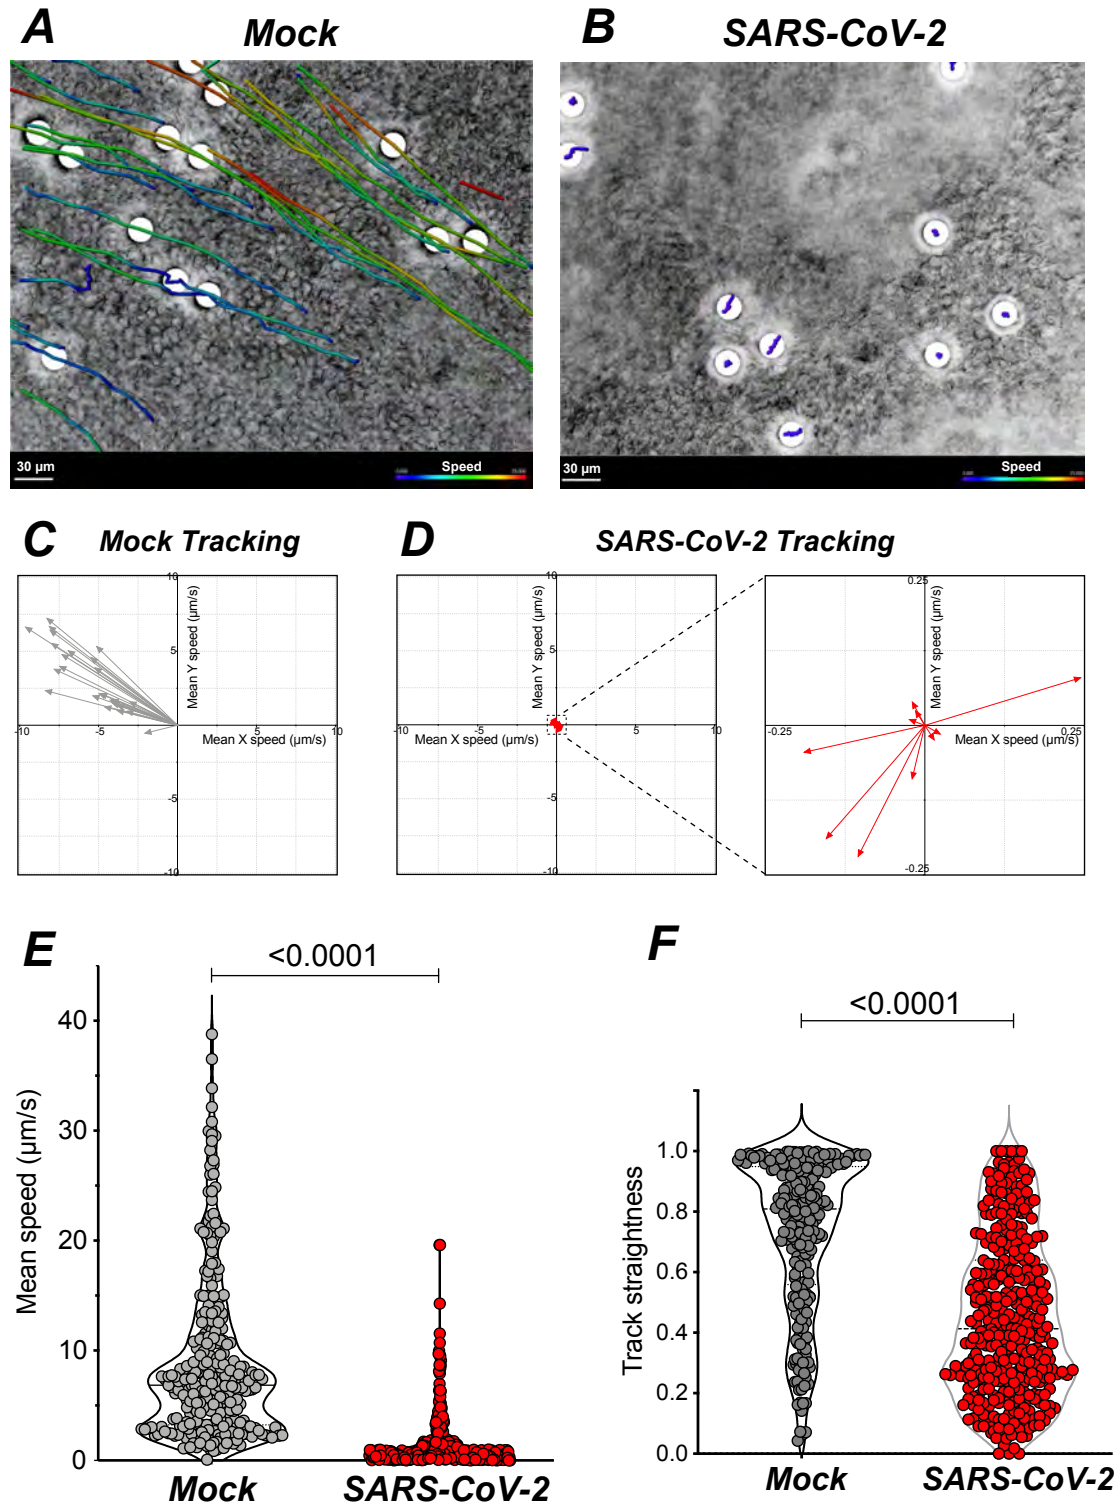 A Mock
B SARS-CoV-2
30 µm
Speed
30 µm
Speed
C Mock Tracking
D SARS-CoV-2 Tracking
10
Mean Y speed (µm/s)
5
-10
10
Mean X speed (µm/s)
-5
-10
10
Mean Y speed (µm/s)
5
-10
-5
5
10
Mean X speed (µm/s)
-5
-10
0.25
Mean Y speed (µm/s)
-0.25
0.25
Mean X speed (µm/s)
-0.25
E
<0.0001
Mean speed (µm/s)
40
30
20
10
0
Mock
SARS-CoV-2
F
<0.0001
Track straightness
1.0
0.8
0.6
0.4
0.2
0.0
Mock
SARS-CoV-2